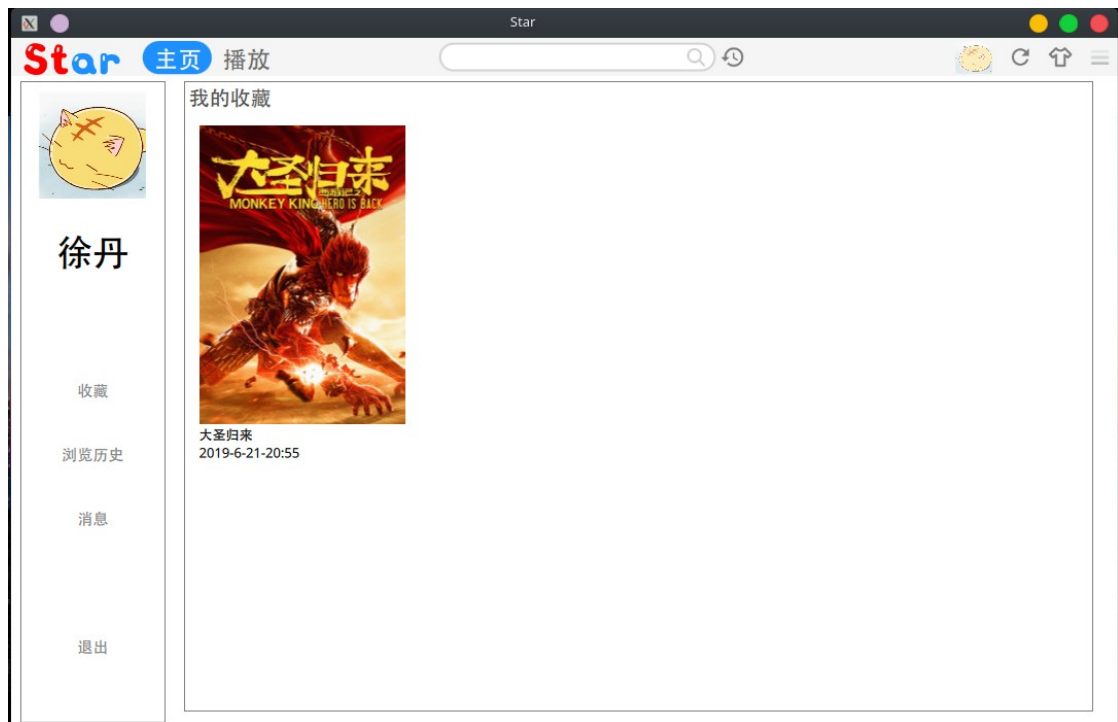 Star
Star 主页 播放
我的收藏
徐丹
大圣归来
西游记之
MONKEY KING HERO IS BACK
大圣归来
2019-6-21-20:55
收藏
浏览历史
消息
退出